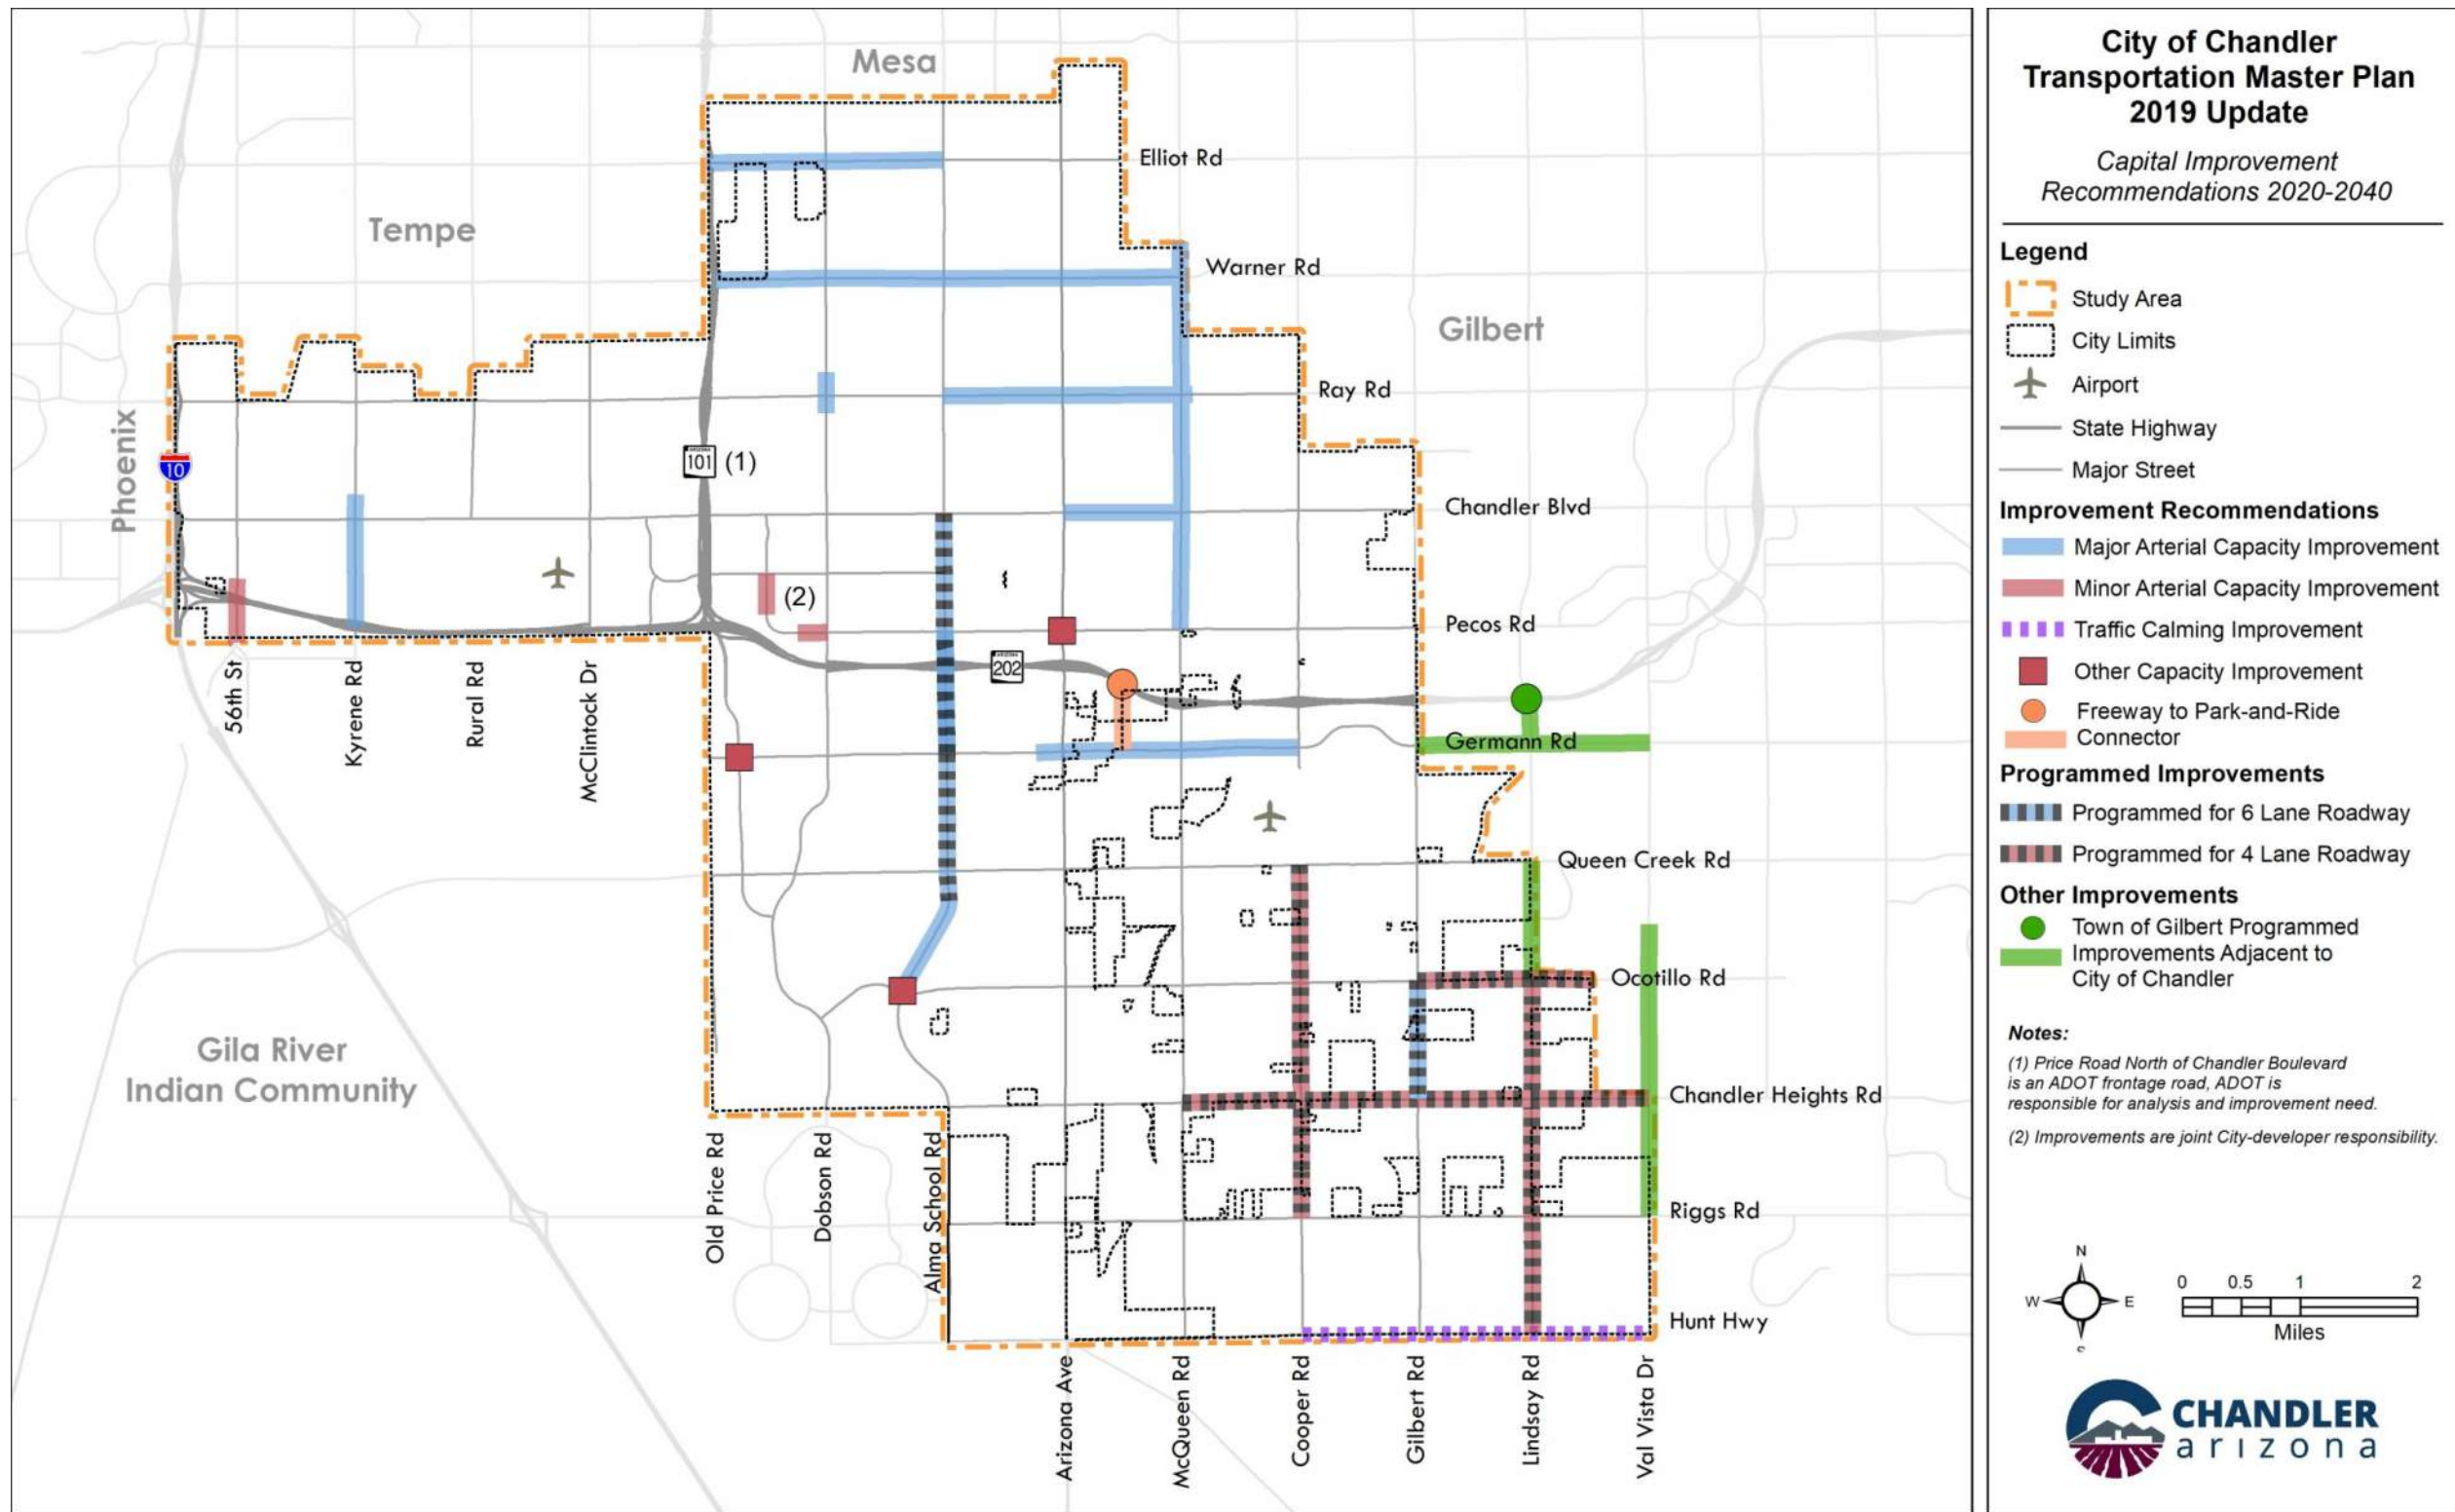 Mesa
Tempe
Gilbert
Phoenix
Gila River
Indian Community
Elliot Rd
Warner Rd
Ray Rd
Chandler Blvd
Pecos Rd
Germann Rd
Queen Creek Rd
Ocotillo Rd
Chandler Heights Rd
Riggs Rd
Hunt Hwy
10
ARIZONA
101
(1)
(2)
ARIZONA
202
56th St
Kyrene Rd
Rural Rd
McClintock Dr
Old Price Rd
Dobson Rd
Alma School Rd
Arizona Ave
McQueen Rd
Cooper Rd
Gilbert Rd
Lindsay Rd
Val Vista Dr
City of Chandler
Transportation Master Plan
2019 Update
Capital Improvement
Recommendations 2020-2040
Legend
Study Area
City Limits
Airport
State Highway
Major Street
Improvement Recommendations
Major Arterial Capacity Improvement
Minor Arterial Capacity Improvement
Traffic Calming Improvement
Other Capacity Improvement
Freeway to Park-and-Ride
Connector
Programmed Improvements
Programmed for 6 Lane Roadway
Programmed for 4 Lane Roadway
Other Improvements
Town of Gilbert Programmed
Improvements Adjacent to
City of Chandler
Notes:
(1) Price Road North of Chandler Boulevard
is an ADOT frontage road, ADOT is
responsible for analysis and improvement need.
(2) Improvements are joint City-developer responsibility.
N
W
E
S
0 0.5 1 2
Miles
CHANDLER
arizona